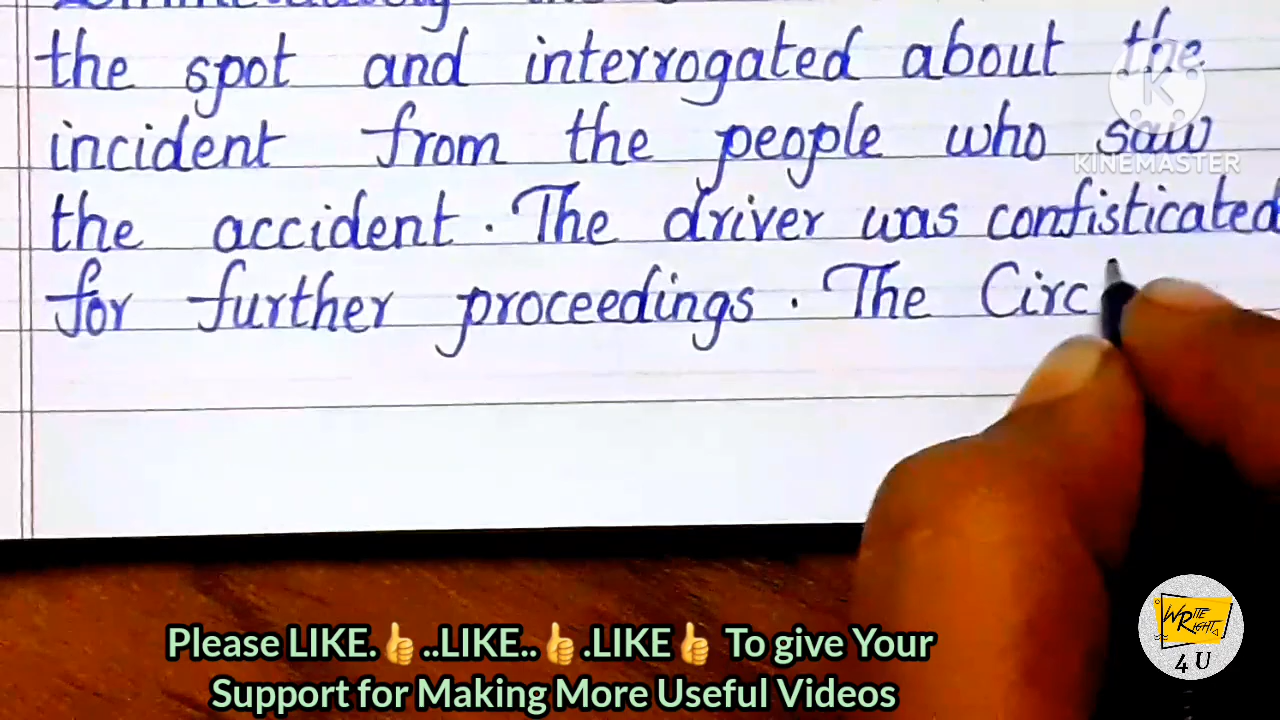 the spot and interrogated about the
incident from the people who saw
the accident. The driver was confisticated
for further proceedings. The Circ
K
KINEMASTER
WRITE
RIGHT
4 U
Please LIKE.👍..LIKE..👍.LIKE👍 To give Your
Support for Making More Useful Videos